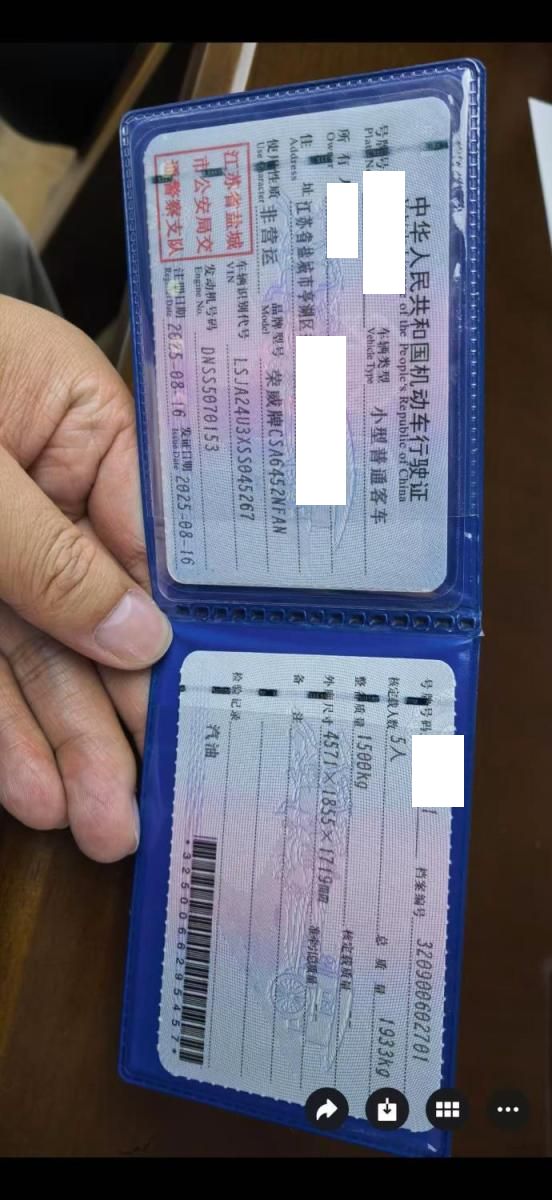 中华人民共和国机动车行驶证
of the People's Republic of China
号牌号
Plate N
车辆类型
Vehicle Type
小型普通客车
所有人
Owner
住址
Address
江苏省盐城市亭湖区
使用性质
Use Character
非营运
品牌型号
Model
荣威牌CSA6452NFAN
江苏省盐城
市公安局交
通警察支队
车辆识别代号
VIN
LSJA24U3XSS045267
发动机号码
Engine No.
DNSS5070153
注册日期
Register Date
2025-08-16
发证日期
Issue Date
2025-08-16
号牌号码
1
档案编号
320900602701
核定载人数
5人
总质量
1933kg
整备质量
1500kg
核定载质量
--
外廓尺寸
4571×1855×1719mm
准牵引总质量
--
备注
检验记录
汽油
*3250066295457*